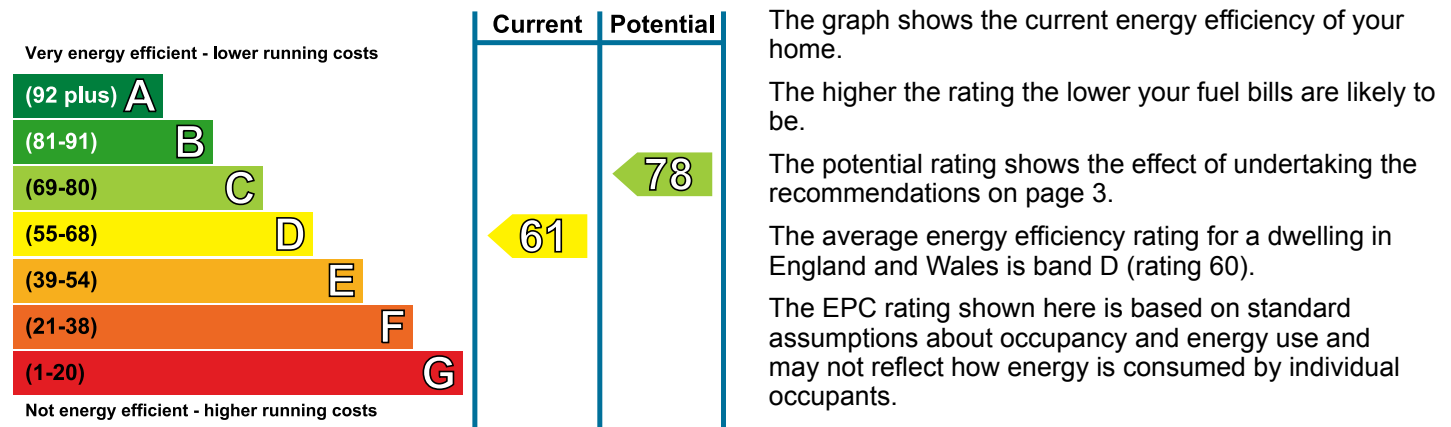 Current Potential
Very energy efficient - lower running costs
(92 plus) A
(81-91) B
(69-80) C
78
(55-68) D
61
(39-54) E
(21-38) F
(1-20) G
Not energy efficient - higher running costs
The graph shows the current energy efficiency of your
home.
The higher the rating the lower your fuel bills are likely to
be.
The potential rating shows the effect of undertaking the
recommendations on page 3.
The average energy efficiency rating for a dwelling in
England and Wales is band D (rating 60).
The EPC rating shown here is based on standard
assumptions about occupancy and energy use and
may not reflect how energy is consumed by individual
occupants.